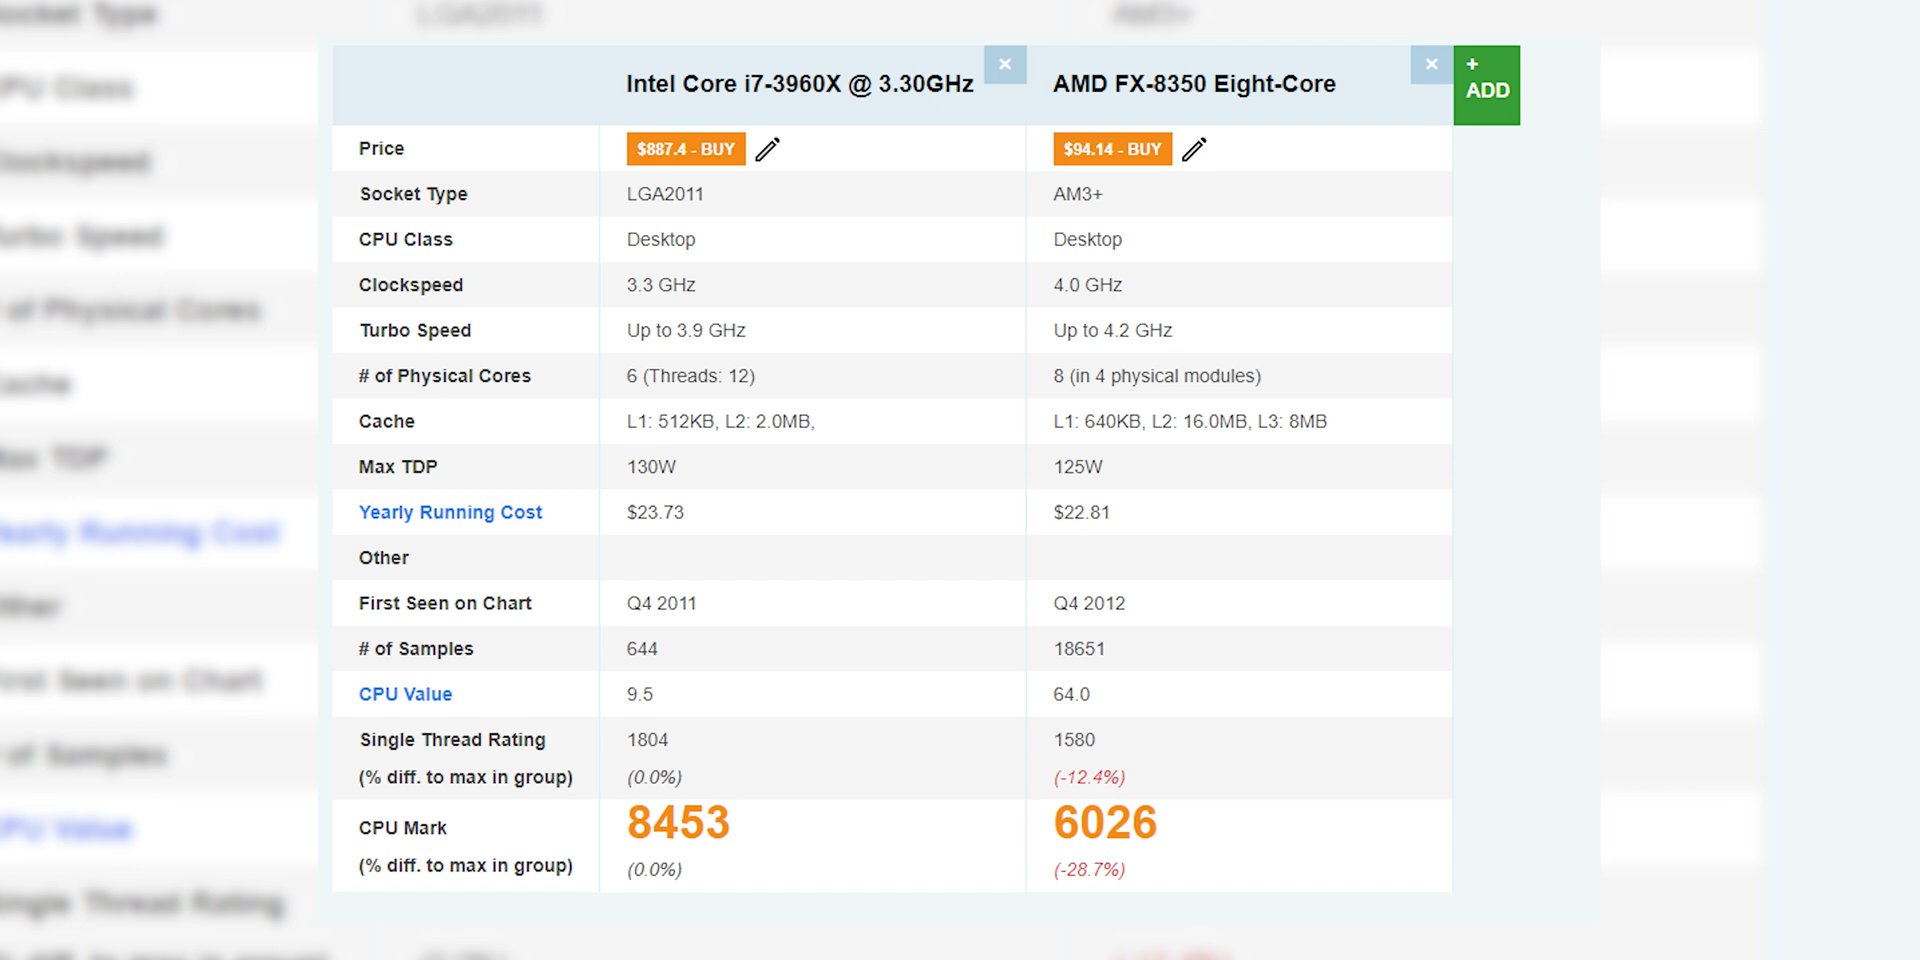 Socket Type LGA2011 AM3+
Intel Core i7-3960X @ 3.30GHz × AMD FX-8350 Eight-Core × + ADD
Price $887.4 - BUY $94.14 - BUY
Socket Type LGA2011 AM3+
CPU Class Desktop Desktop
Clockspeed 3.3 GHz 4.0 GHz
Turbo Speed Up to 3.9 GHz Up to 4.2 GHz
# of Physical Cores 6 (Threads: 12) 8 (in 4 physical modules)
Cache L1: 512KB, L2: 2.0MB, L1: 640KB, L2: 16.0MB, L3: 8MB
Max TDP 130W 125W
Yearly Running Cost $23.73 $22.81
Other
First Seen on Chart Q4 2011 Q4 2012
# of Samples 644 18651
CPU Value 9.5 64.0
Single Thread Rating 1804 1580
(% diff. to max in group) (0.0%) (-12.4%)
CPU Mark 8453 6026
(% diff. to max in group) (0.0%) (-28.7%)